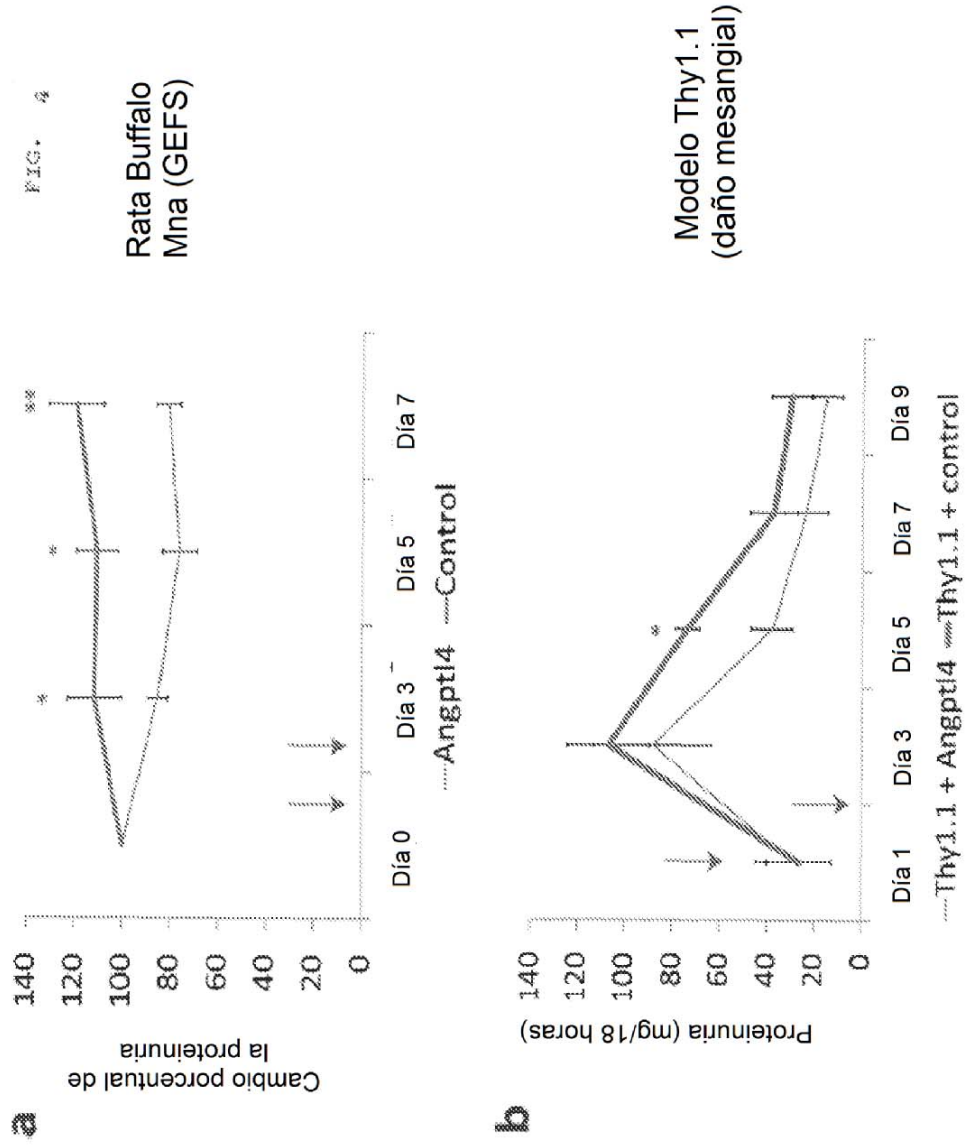 FIG. 4
a
Cambio porcentual de
la proteinuria
140
120
100
80
60
40
20
0
*
*
**
Día 0
Día 3
Día 5
Día 7
Angptl4
Control
Rata Buffalo
Mna (GEFS)
b
Proteinuria (mg/18 horas)
140
120
100
80
60
40
20
0
*
Día 1
Día 3
Día 5
Día 7
Día 9
Thy1.1 + Angptl4
Thy1.1 + control
Modelo Thy1.1
(daño mesangial)